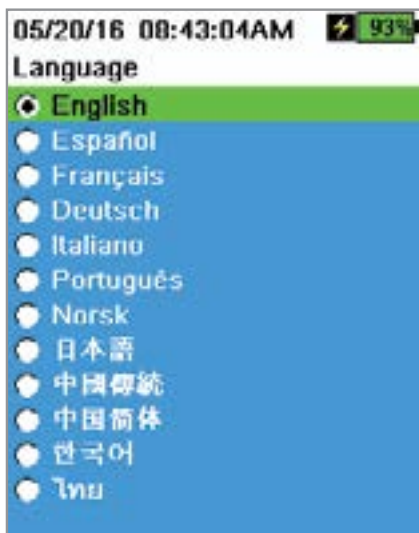 05/20/16 08:43:04AM 93%
Language
English
Español
Français
Deutsch
Italiano
Português
Norsk
日本語
中國傳統
中国简体
한국어
ไทย